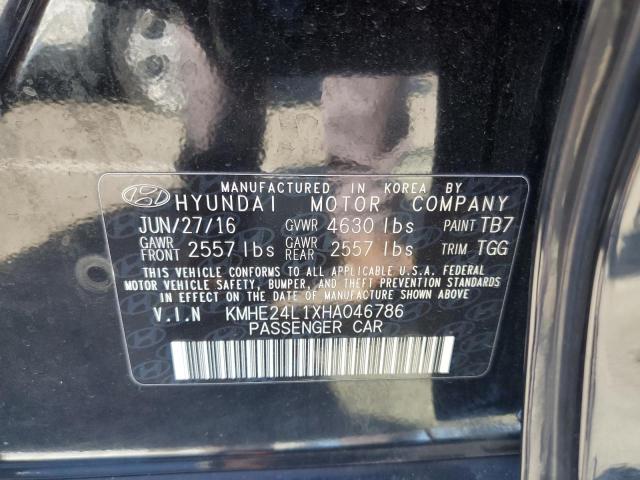 MANUFACTURED IN KOREA BY
HYUNDAI MOTOR COMPANY
JUN/27/16 GVWR 4630 lbs PAINT TB7
GAWR FRONT 2557 lbs GAWR REAR 2557 lbs TRIM TGG
THIS VEHICLE CONFORMS TO ALL APPLICABLE U.S.A. FEDERAL
MOTOR VEHICLE SAFETY, BUMPER, AND THEFT PREVENTION STANDARDS
IN EFFECT ON THE DATE OF MANUFACTURE SHOWN ABOVE.
V.I.N KMHE24L1XHA046786
PASSENGER CAR